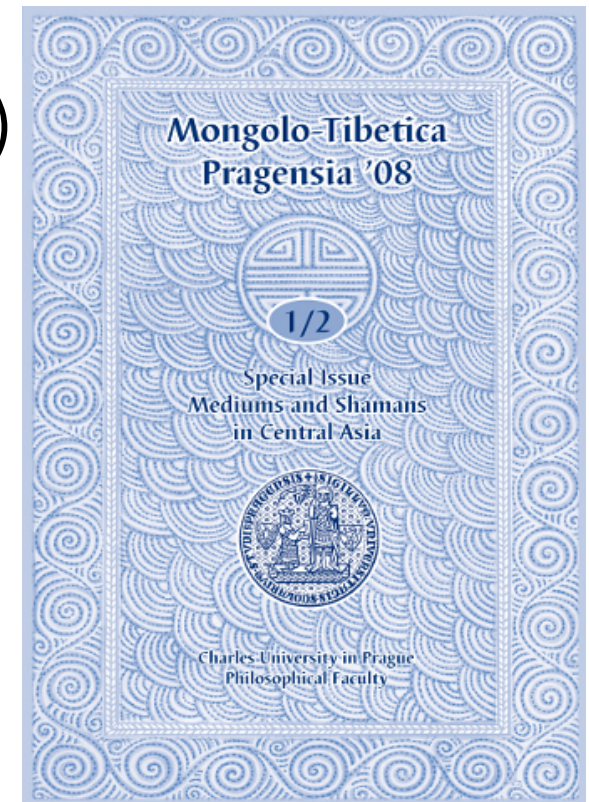 )
Mongolo-Tibetica
Pragensia ’08
1/2
Special Issue
Mediums and Shamans
in Central Asia
Charles University in Prague
Philosophical Faculty